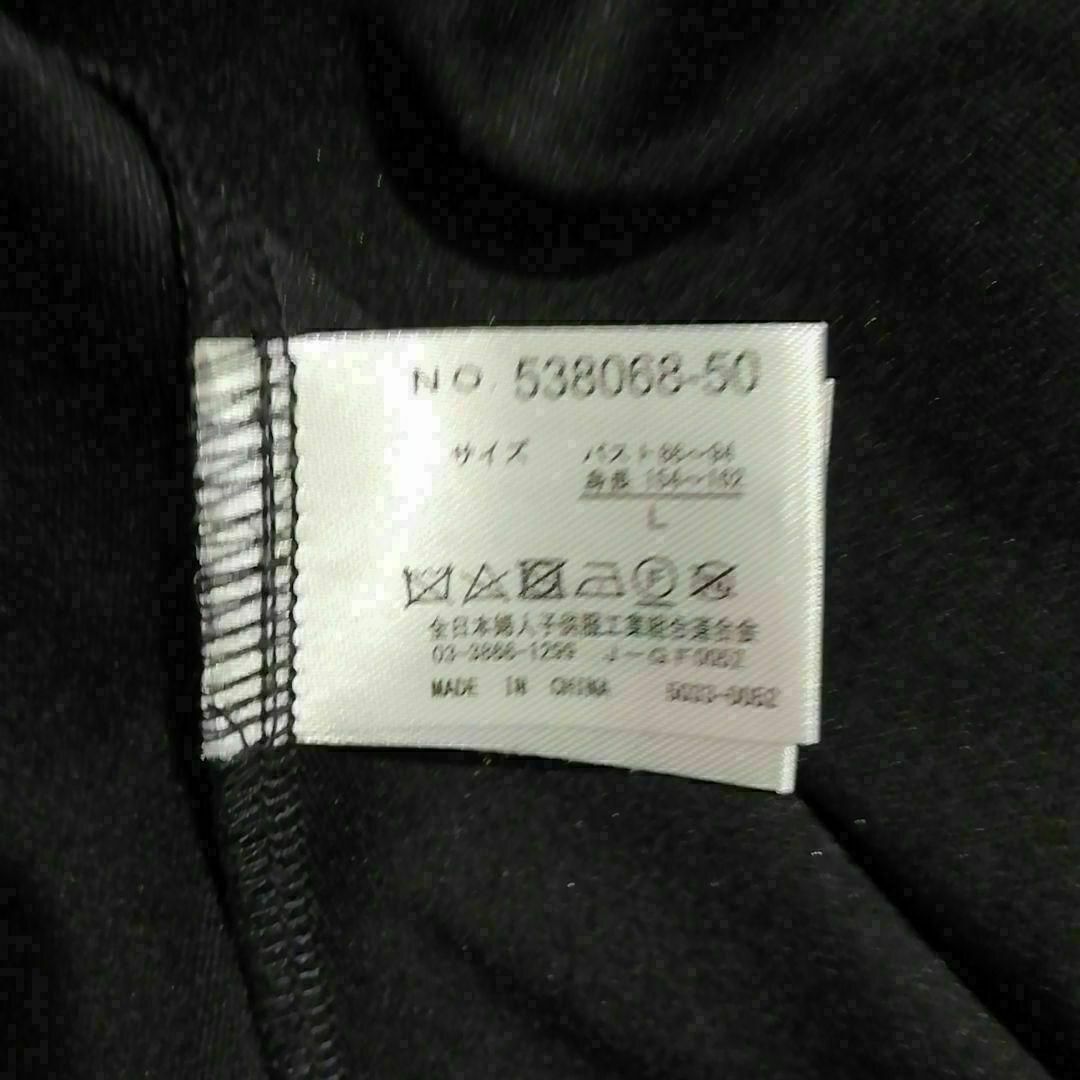 NO. 538068-50
サイズ バスト86~94
身長 154~162
L
全日本婦人子供服工業組合連合会
03-3866-1299 J-GF0052
MADE IN CHINA